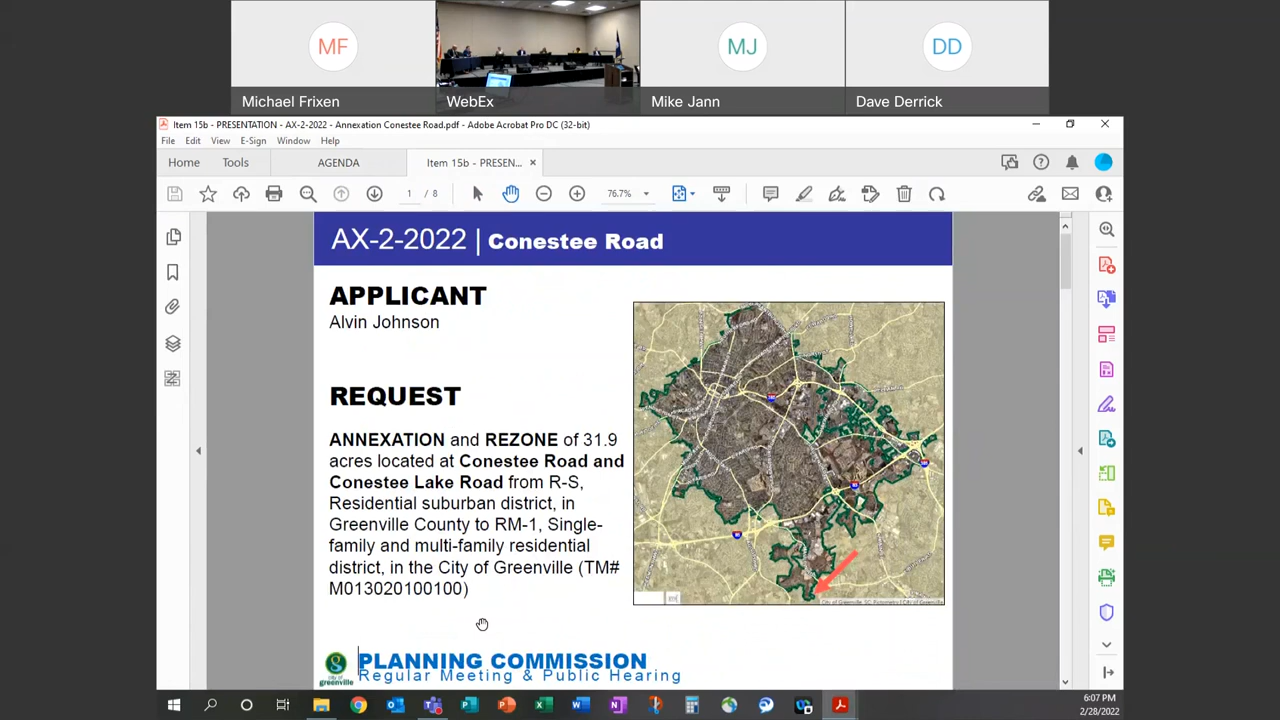 MF
MJ
DD
Michael Frixen
WebEx
Mike Jann
Dave Derrick
Item 15b - PRESENTATION - AX-2-2022 - Annexation Conestee Road.pdf - Adobe Acrobat Pro DC (32-bit)
File Edit View E-Sign Window Help
Home Tools AGENDA Item 15b - PRESEN... ×
1 / 8 76.7%
AX-2-2022 | Conestee Road
APPLICANT
Alvin Johnson
REQUEST
ANNEXATION and REZONE of 31.9
acres located at Conestee Road and
Conestee Lake Road from R-S,
Residential suburban district, in
Greenville County to RM-1, Single-
family and multi-family residential
district, in the City of Greenville (TM#
M013020100100)
city of
greenville
PLANNING COMMISSION
Regular Meeting & Public Hearing
6:07 PM
2/28/2022